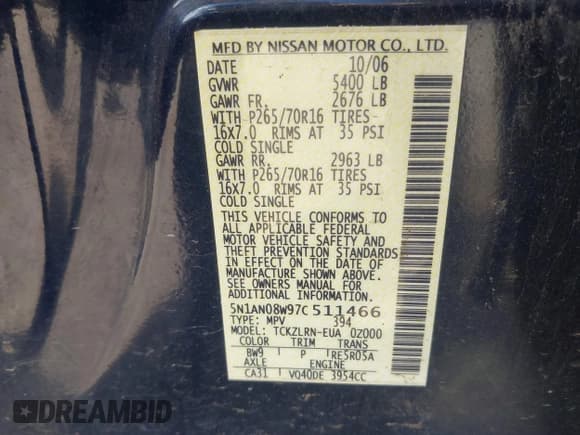 MFD BY NISSAN MOTOR CO., LTD.
DATE 10/06
GVWR 5400 LB
GAWR FR. 2676 LB
WITH P265/70R16 TIRES
16X7.0 RIMS AT 35 PSI
COLD SINGLE
GAWR RR. 2963 LB
WITH P265/70R16 TIRES
16X7.0 RIMS AT 35 PSI
COLD SINGLE
THIS VEHICLE CONFORMS TO
ALL APPLICABLE FEDERAL
MOTOR VEHICLE SAFETY AND
THEFT PREVENTION STANDARDS
IN EFFECT ON THE DATE OF
MANUFACTURE SHOWN ABOVE.
SEE OWNERS MANUAL FOR
ADDITIONAL INFORMATION.
5N1AN08W97C511466
TYPE: MPV 394
MODEL: TCKZLRN-EUA 0Z000
COLOR TRIM TRANS
BW9 P RE5R05A
AXLE ENGINE
CA31 VQ40DE 3954CC
DREAMBID